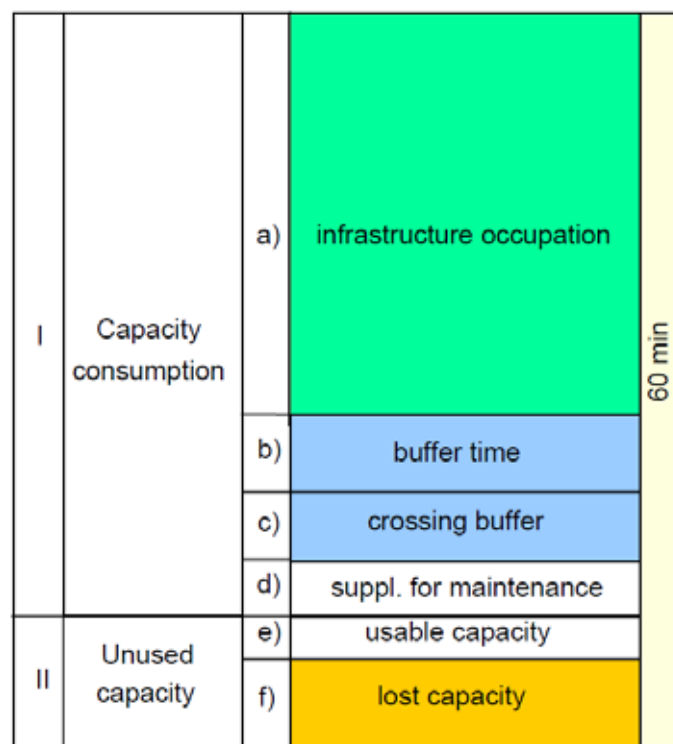 I
Capacity
consumption
a) infrastructure occupation
b) buffer time
c) crossing buffer
d) suppl. for maintenance
II
Unused
capacity
e) usable capacity
f) lost capacity
60 min